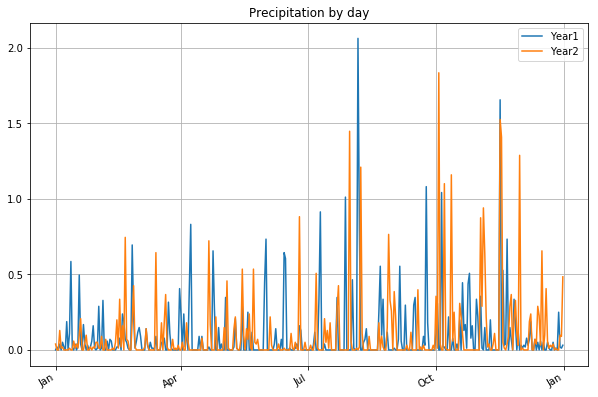 Precipitation by day
Year1
Year2
2.0
1.5
1.0
0.5
0.0
Jan
Apr
Jul
Oct
Jan